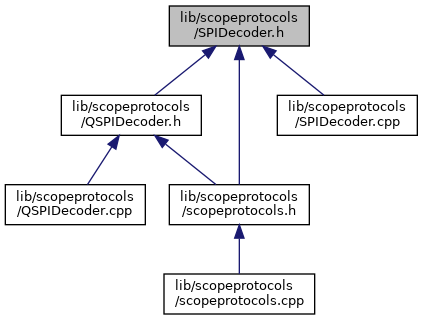 lib/scopeprotocols
/SPIDecoder.h
lib/scopeprotocols
/QSPIDecoder.h
lib/scopeprotocols
/SPIDecoder.cpp
lib/scopeprotocols
/QSPIDecoder.cpp
lib/scopeprotocols
/scopeprotocols.h
lib/scopeprotocols
/scopeprotocols.cpp